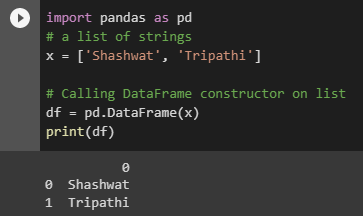 import pandas as pd
# a list of strings
x = ['Shashwat', 'Tripathi']
# Calling DataFrame constructor on list
df = pd.DataFrame(x)
print(df)
0
0 Shashwat
1 Tripathi